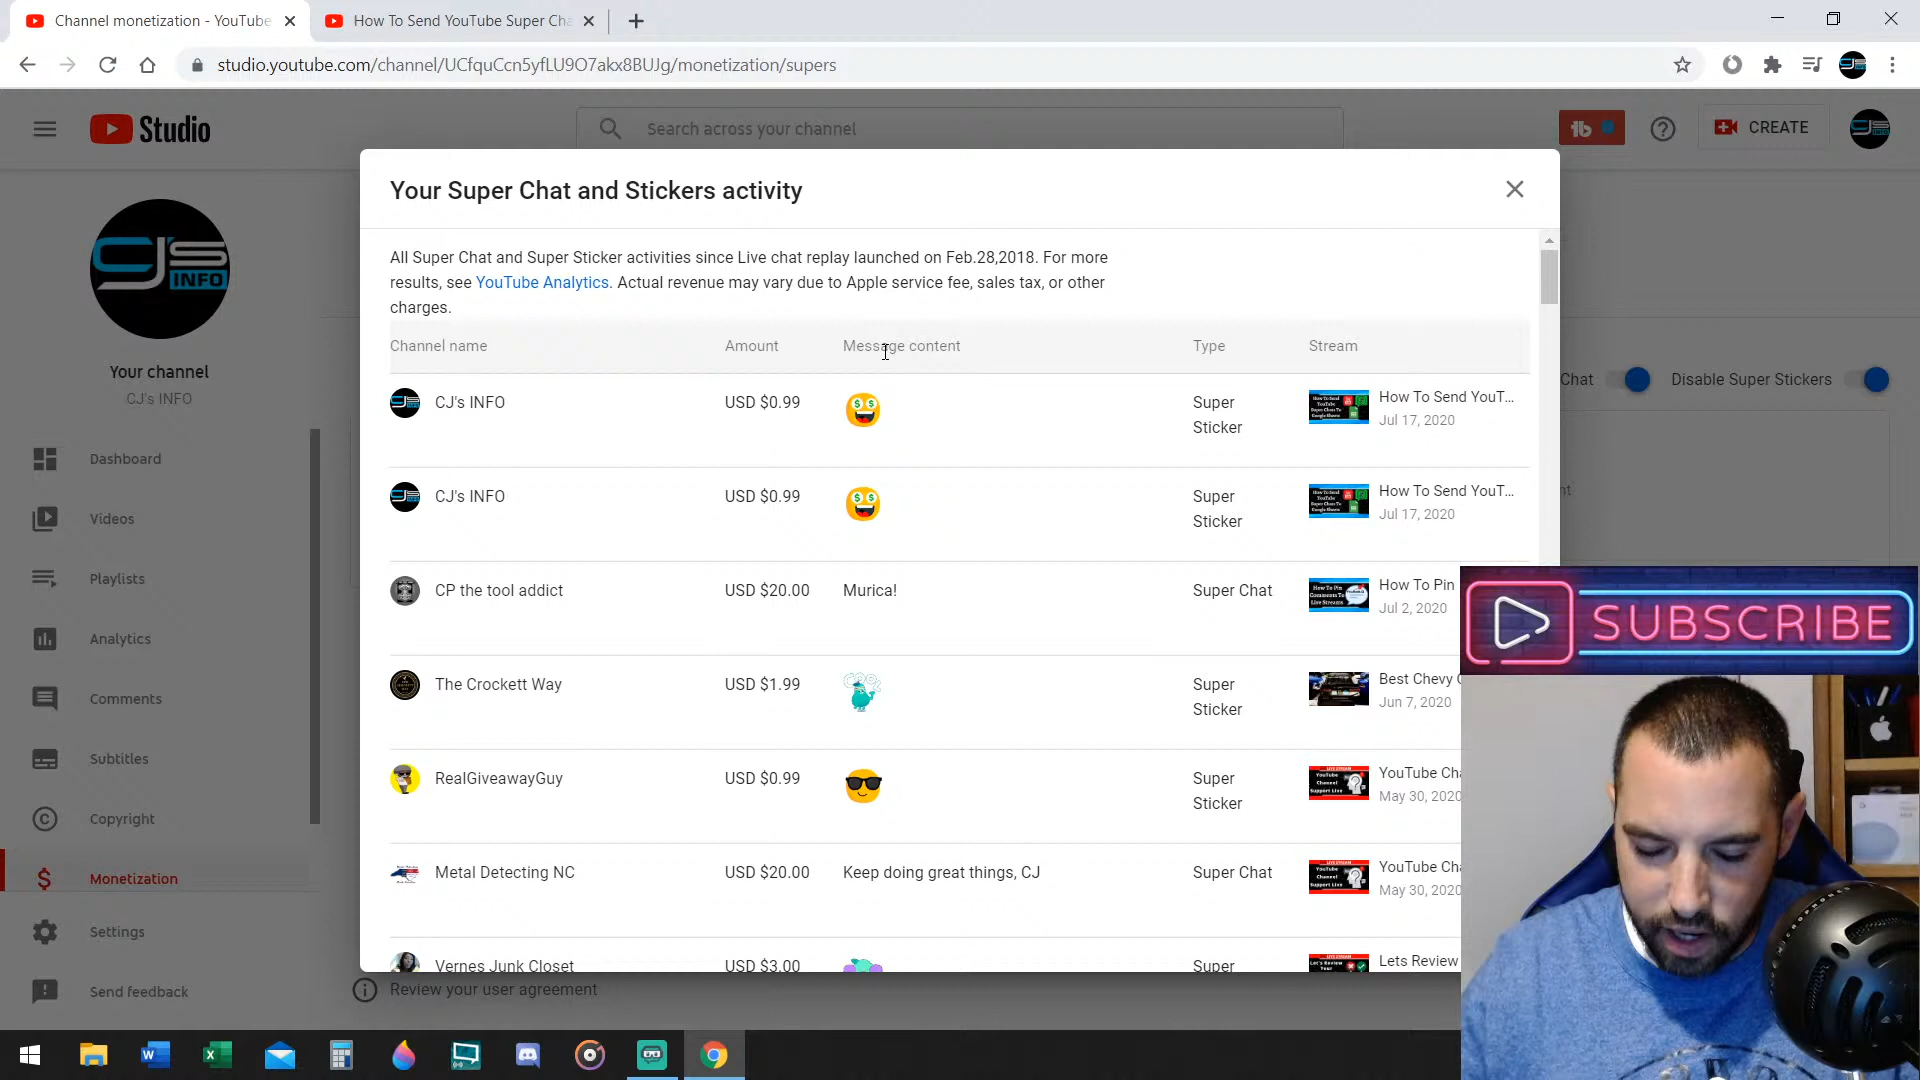 Channel monetization - YouTube
How To Send YouTube Super Cha
studio.youtube.com/channel/UCfquCcn5yfLU9O7akx8BUJg/monetization/supers
Studio
Search across your channel
CREATE
CJ'S INFO
Your channel
CJ's INFO
Dashboard
Videos
Playlists
Analytics
Comments
Subtitles
Copyright
Monetization
Settings
Send feedback
Your Super Chat and Stickers activity
All Super Chat and Super Sticker activities since Live chat replay launched on Feb.28,2018. For more
results, see YouTube Analytics. Actual revenue may vary due to Apple service fee, sales tax, or other
charges.
Channel name Amount Message content Type Stream
CJ's INFO USD $0.99 Super Sticker How To Send YouT... Jul 17, 2020
CJ's INFO USD $0.99 Super Sticker How To Send YouT... Jul 17, 2020
CP the tool addict USD $20.00 Murica! Super Chat How To Pin Jul 2, 2020
The Crockett Way USD $1.99 COOL Super Sticker Best Chevy Jun 7, 2020
RealGiveawayGuy USD $0.99 Super Sticker YouTube Cha May 30, 2020
Metal Detecting NC USD $20.00 Keep doing great things, CJ Super Chat YouTube Cha May 30, 2020
Vernes Junk Closet USD $3.00 Super Lets Review
Chat
Disable Super Stickers
Review your user agreement
SUBSCRIBE